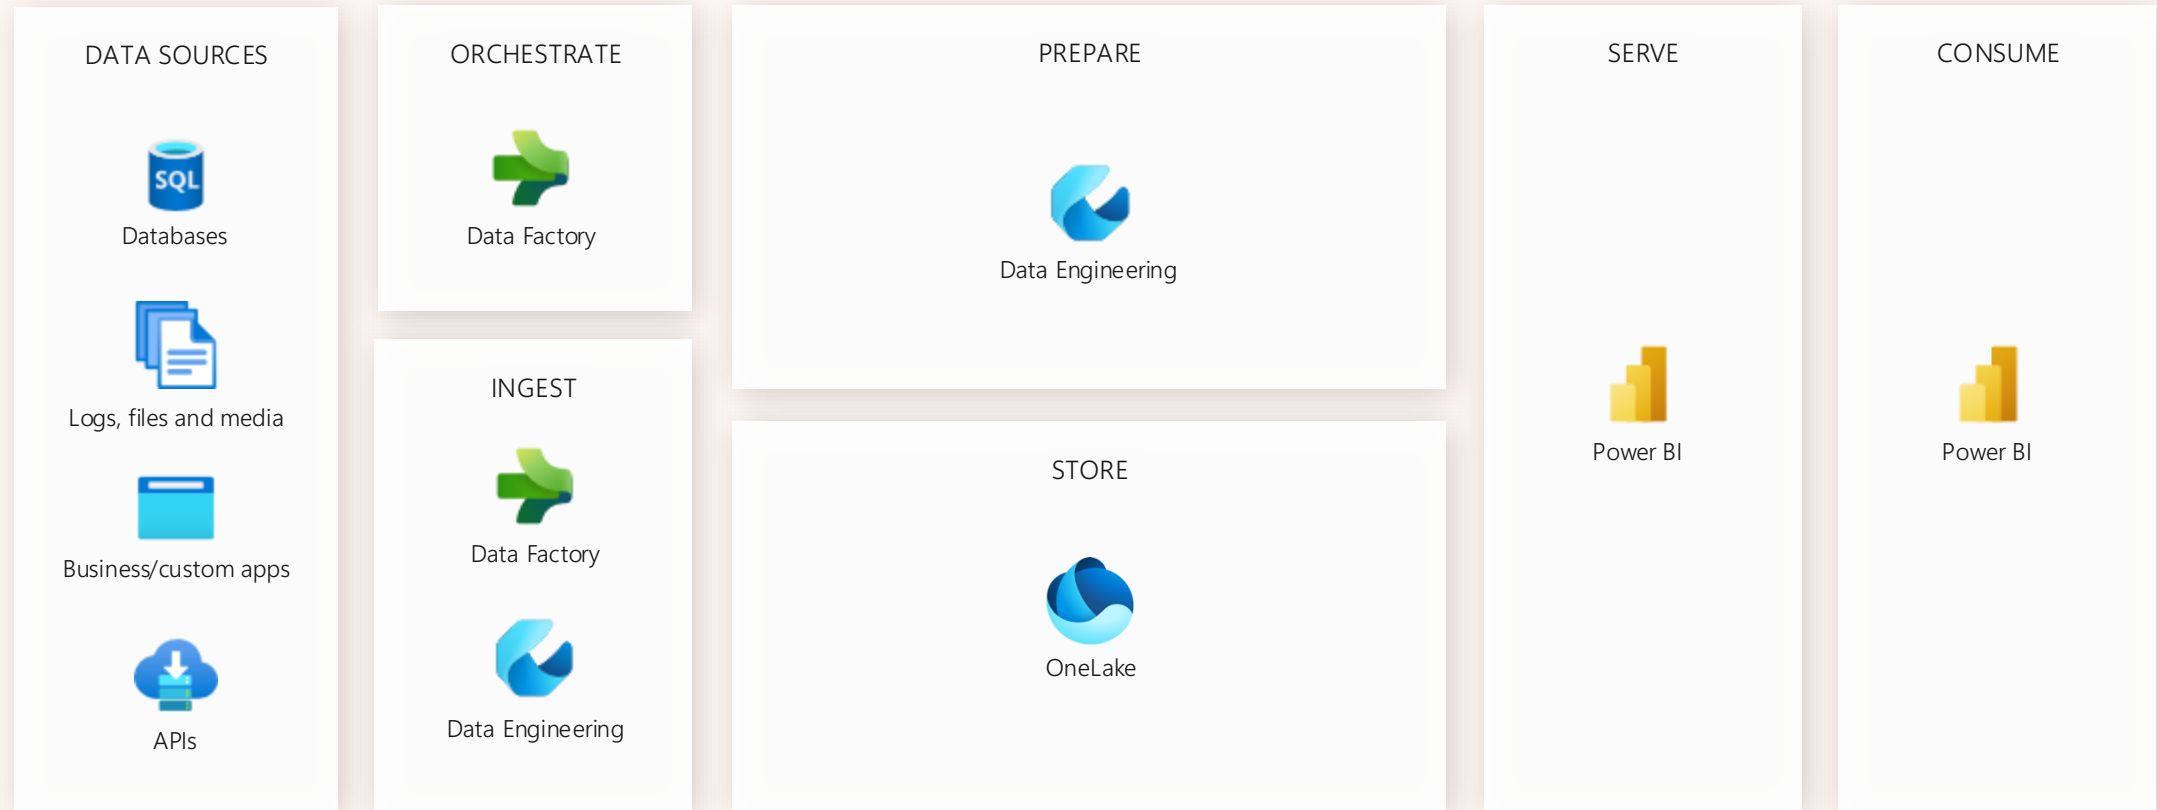 DATA SOURCES
SQL
Databases
Logs, files and media
Business/custom apps
APIs
ORCHESTRATE
Data Factory
INGEST
Data Factory
Data Engineering
PREPARE
Data Engineering
STORE
OneLake
SERVE
Power BI
CONSUME
Power BI